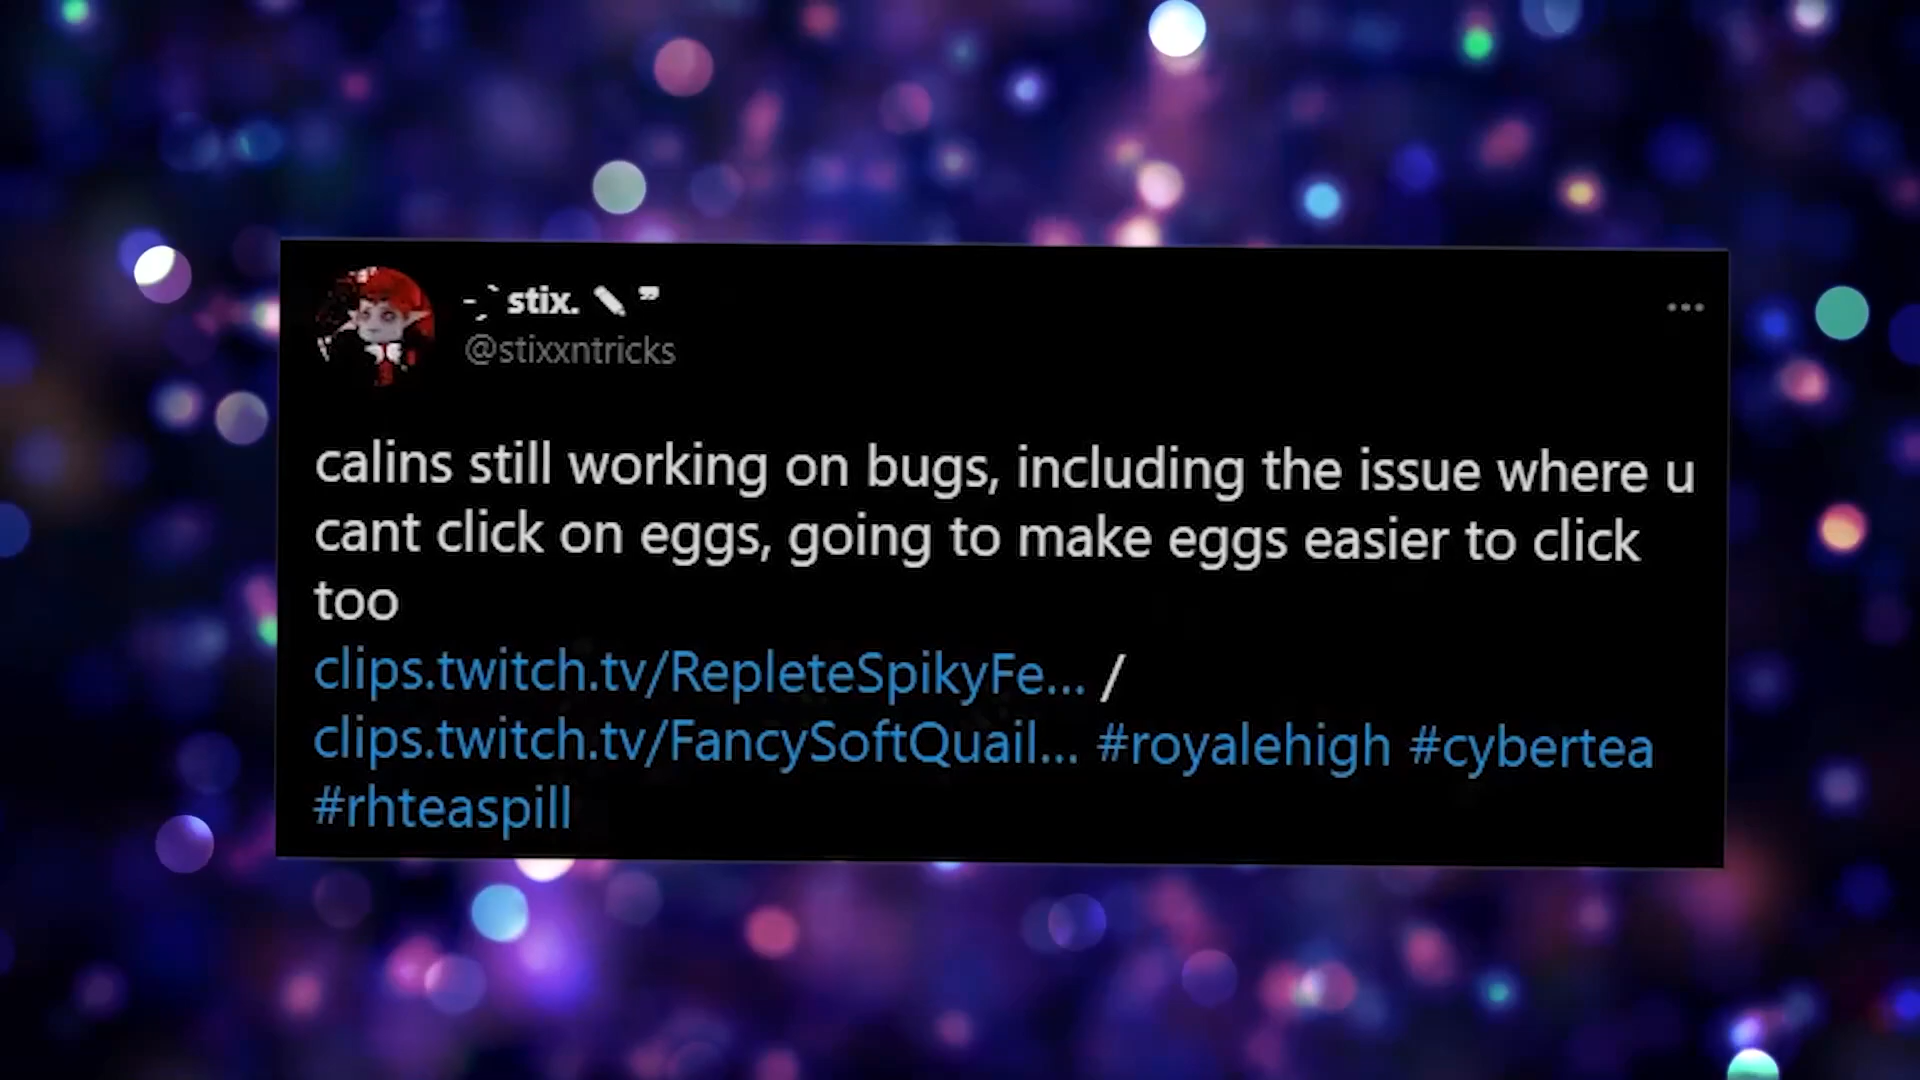 -ˏˋ stix. ✎ ❞
@stixxntricks
calins still working on bugs, including the issue where u
cant click on eggs, going to make eggs easier to click
too
clips.twitch.tv/RepleteSpikyFe... /
clips.twitch.tv/FancySoftQuail... #royalehigh #cybertea
#rhteaspill